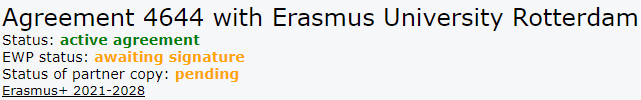 Agreement 4644 with Erasmus University Rotterdam
Status: active agreement
EWP status: awaiting signature
Status of partner copy: pending
Erasmus+ 2021-2028